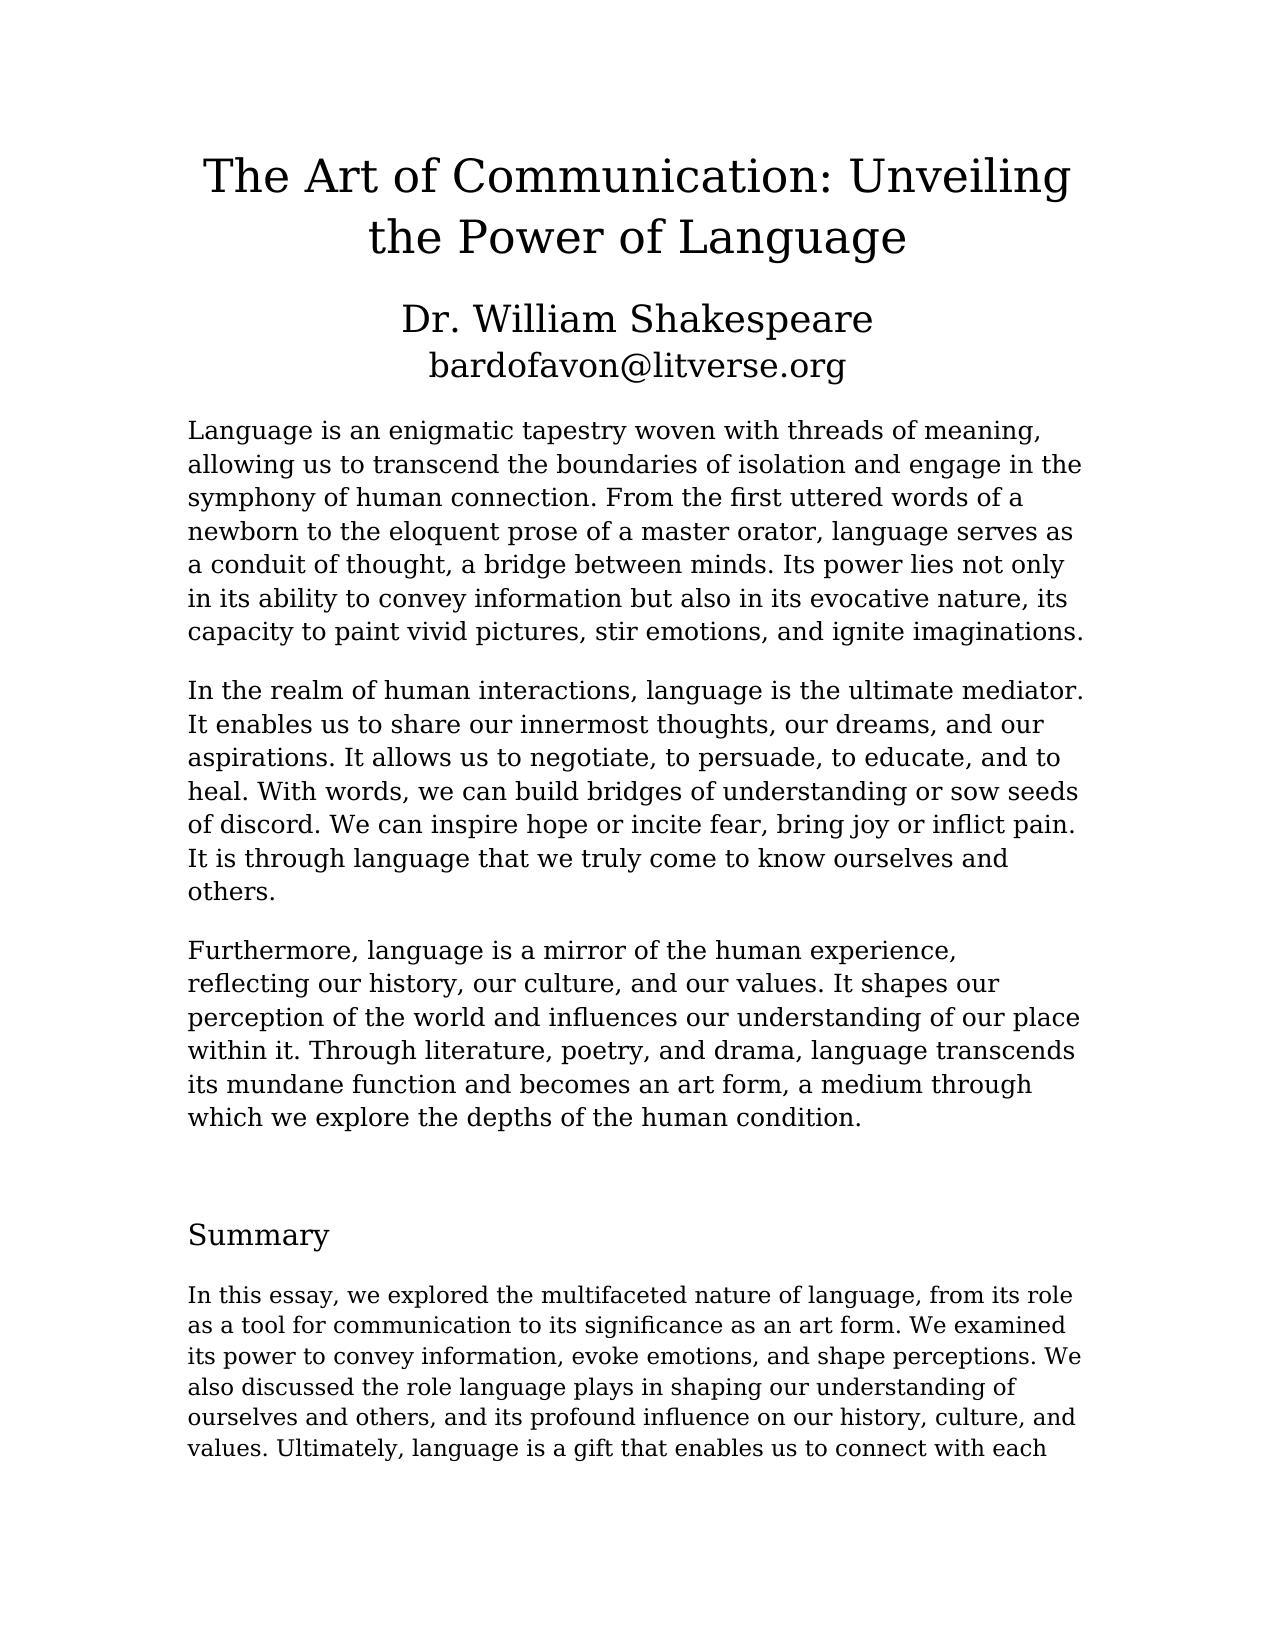 The Art of Communication: Unveiling
the Power of Language
Dr. William Shakespeare
bardofavon@litverse.org
Language is an enigmatic tapestry woven with threads of meaning,
allowing us to transcend the boundaries of isolation and engage in the
symphony of human connection. From the first uttered words of a
newborn to the eloquent prose of a master orator, language serves as
a conduit of thought, a bridge between minds. Its power lies not only
in its ability to convey information but also in its evocative nature, its
capacity to paint vivid pictures, stir emotions, and ignite imaginations.
In the realm of human interactions, language is the ultimate mediator.
It enables us to share our innermost thoughts, our dreams, and our
aspirations. It allows us to negotiate, to persuade, to educate, and to
heal. With words, we can build bridges of understanding or sow seeds
of discord. We can inspire hope or incite fear, bring joy or inflict pain.
It is through language that we truly come to know ourselves and
others.
Furthermore, language is a mirror of the human experience,
reflecting our history, our culture, and our values. It shapes our
perception of the world and influences our understanding of our place
within it. Through literature, poetry, and drama, language transcends
its mundane function and becomes an art form, a medium through
which we explore the depths of the human condition.
Summary
In this essay, we explored the multifaceted nature of language, from its role
as a tool for communication to its significance as an art form. We examined
its power to convey information, evoke emotions, and shape perceptions. We
also discussed the role language plays in shaping our understanding of
ourselves and others, and its profound influence on our history, culture, and
values. Ultimately, language is a gift that enables us to connect with each